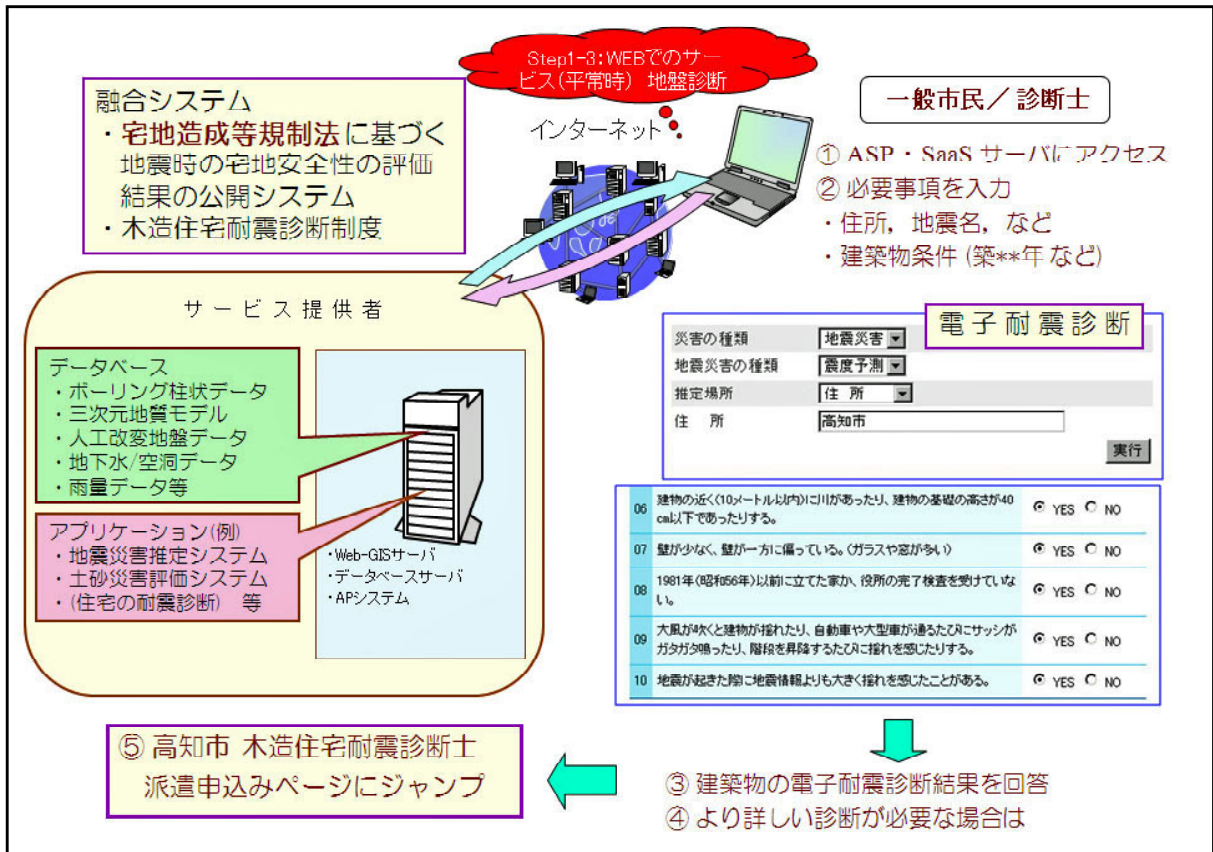 Step1-3:WEBでのサー
ビス(平常時) 地盤診断
融合システム
・宅地造成等規制法に基づく
地震時の宅地安全性の評価
結果の公開システム
・木造住宅耐震診断制度
インターネット
一般市民／診断士
① ASP・SaaS サーバにアクセス
② 必要事項を入力
・住所，地震名，など
・建築物条件 (築**年 など)
サービス提供者
データベース
・ボーリング柱状データ
・三次元地質モデル
・人工改変地盤データ
・地下水/空洞データ
・雨量データ等
アプリケーション(例)
・地震災害推定システム
・土砂災害評価システム
・(住宅の耐震診断) 等
・Web-GISサーバ
・データベースサーバ
・APシステム
電子耐震診断
災害の種類 地震災害
地震災害の種類 震度予測
推定場所 住 所
住 所 高知市
実行
06 建物の近く(10メートル以内)に川があったり、建物の基礎の高さが40 YES NO
cm以下であったりする。
07 壁が少なく、壁が一方に偏っている。(ガラスや窓が多い) YES NO
08 1981年(昭和56年)以前に立てた家か、役所の完了検査を受けていな YES NO
い。
09 大風が吹くと建物が揺れたり、自動車や大型車が通るたびにサッシが YES NO
ガタガタ鳴ったり、階段を昇降するたびに揺れを感じたりする。
10 地震が起きた際に地震情報よりも大きく揺れを感じたことがある。 YES NO
③ 建築物の電子耐震診断結果を回答
④ より詳しい診断が必要な場合は
⑤ 高知市 木造住宅耐震診断士
派遣申込みページにジャンプ